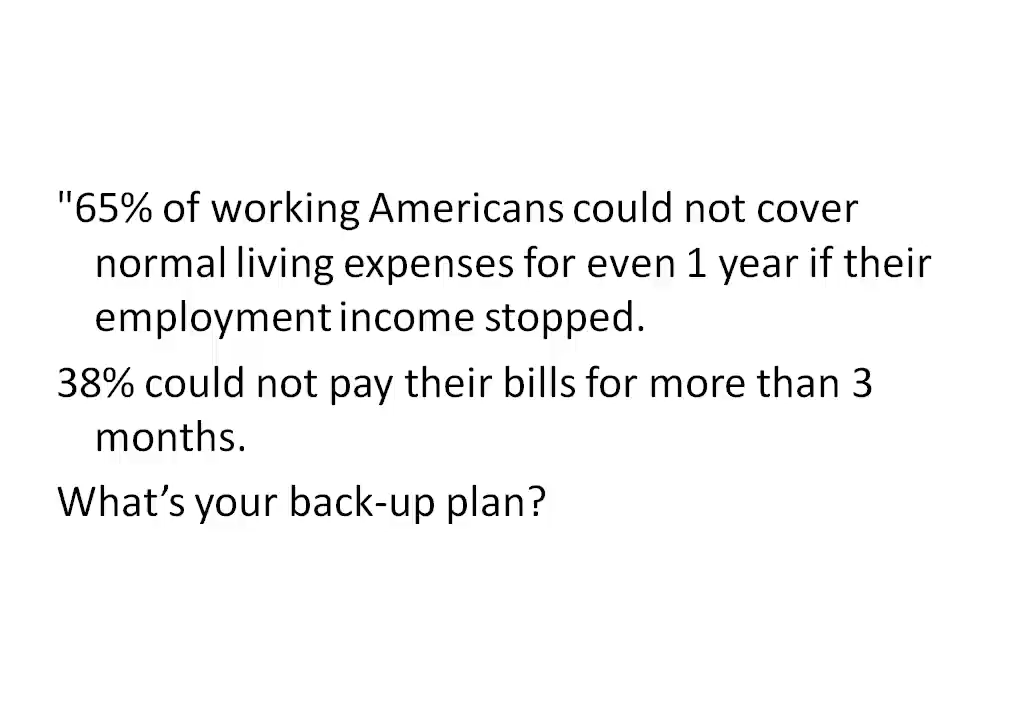 "65% of working Americans could not cover
normal living expenses for even 1 year if their
employment income stopped.
38% could not pay their bills for more than 3
months.
What’s your back-up plan?